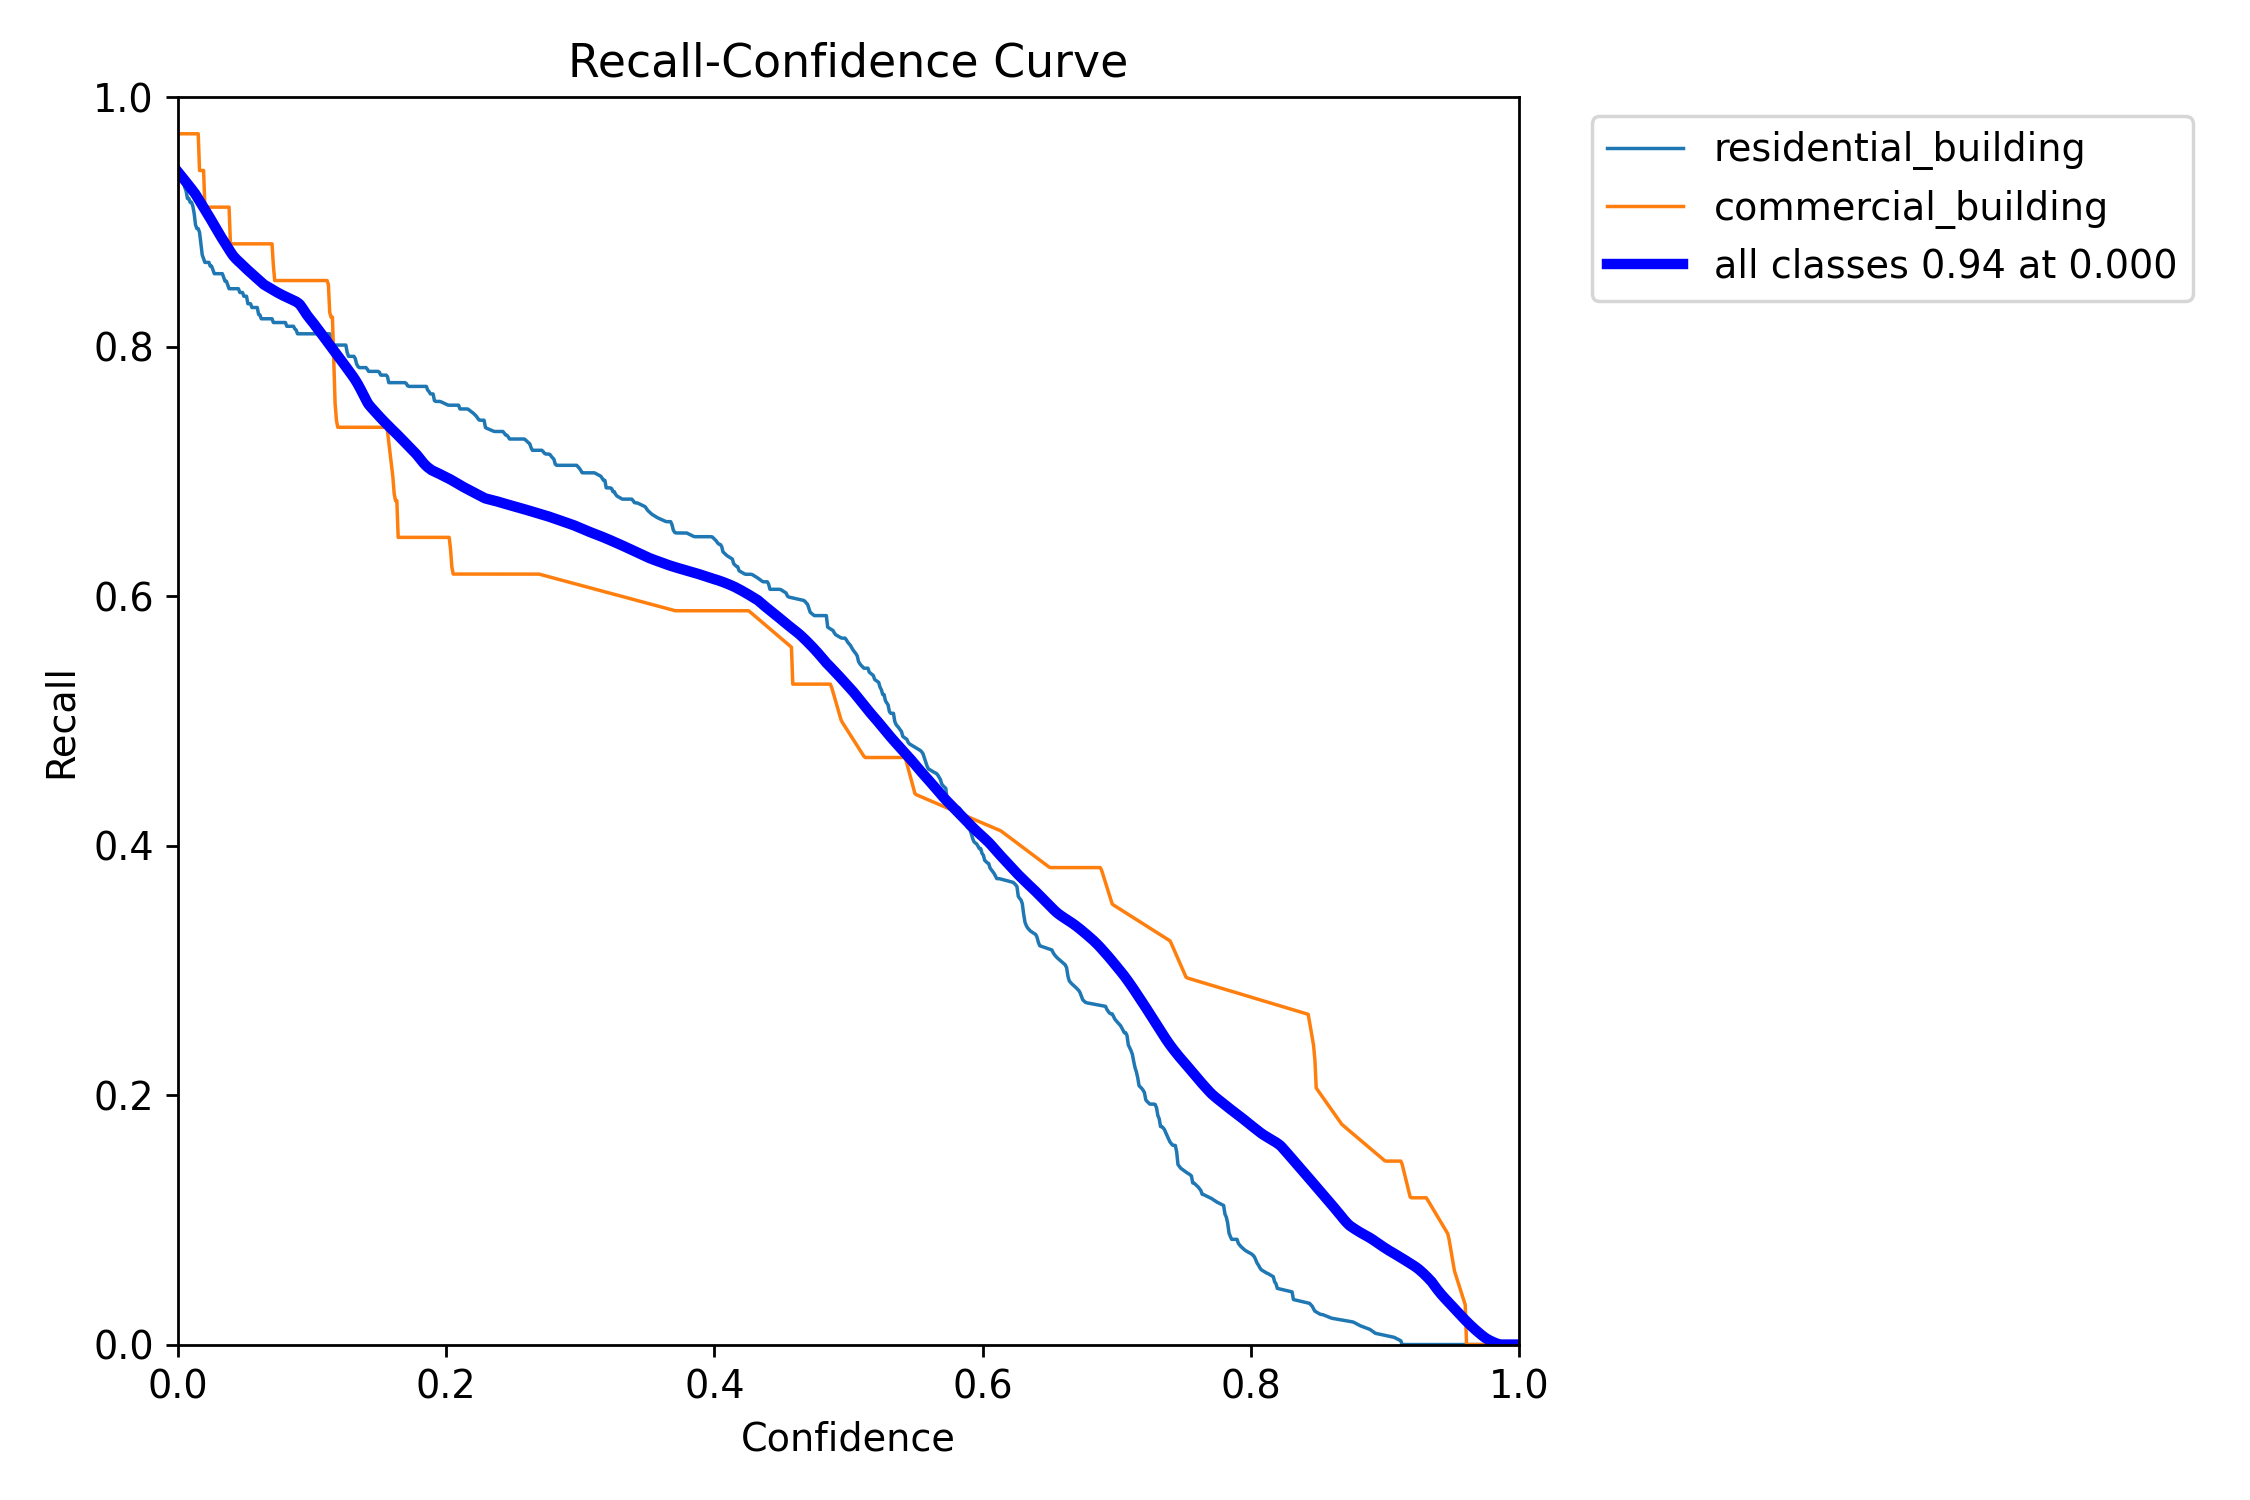 Recall-Confidence Curve
1.0
0.8
0.6
0.4
0.2
0.0
Recall
0.0 0.2 0.4 0.6 0.8 1.0
Confidence
residential_building
commercial_building
all classes 0.94 at 0.000